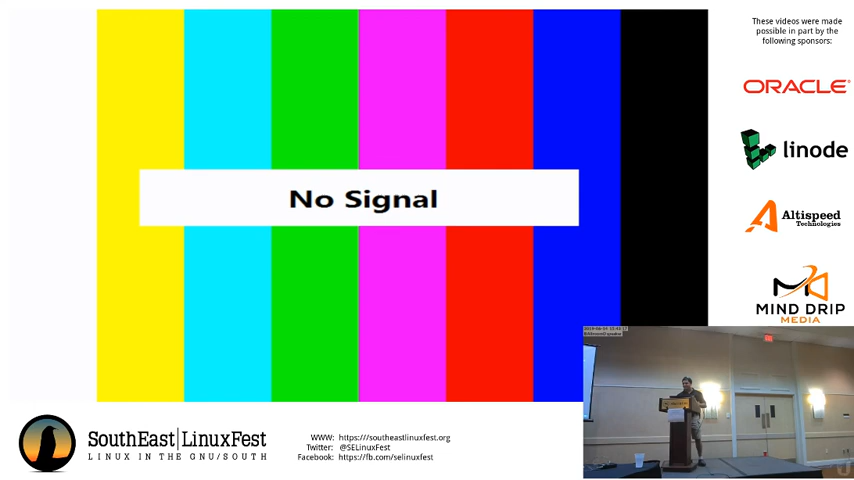 These videos were made
possible in part by the
following sponsors:
ORACLE
linode
Altispeed
Technologies
No Signal
MIND DRIP
MEDIA
SouthEast|LinuxFest
LINUX IN THE GNU/SOUTH
WWW: https:///southeastlinuxfest.org
Twitter: @SELinuxFest
Facebook: https://fb.com/selinuxfest